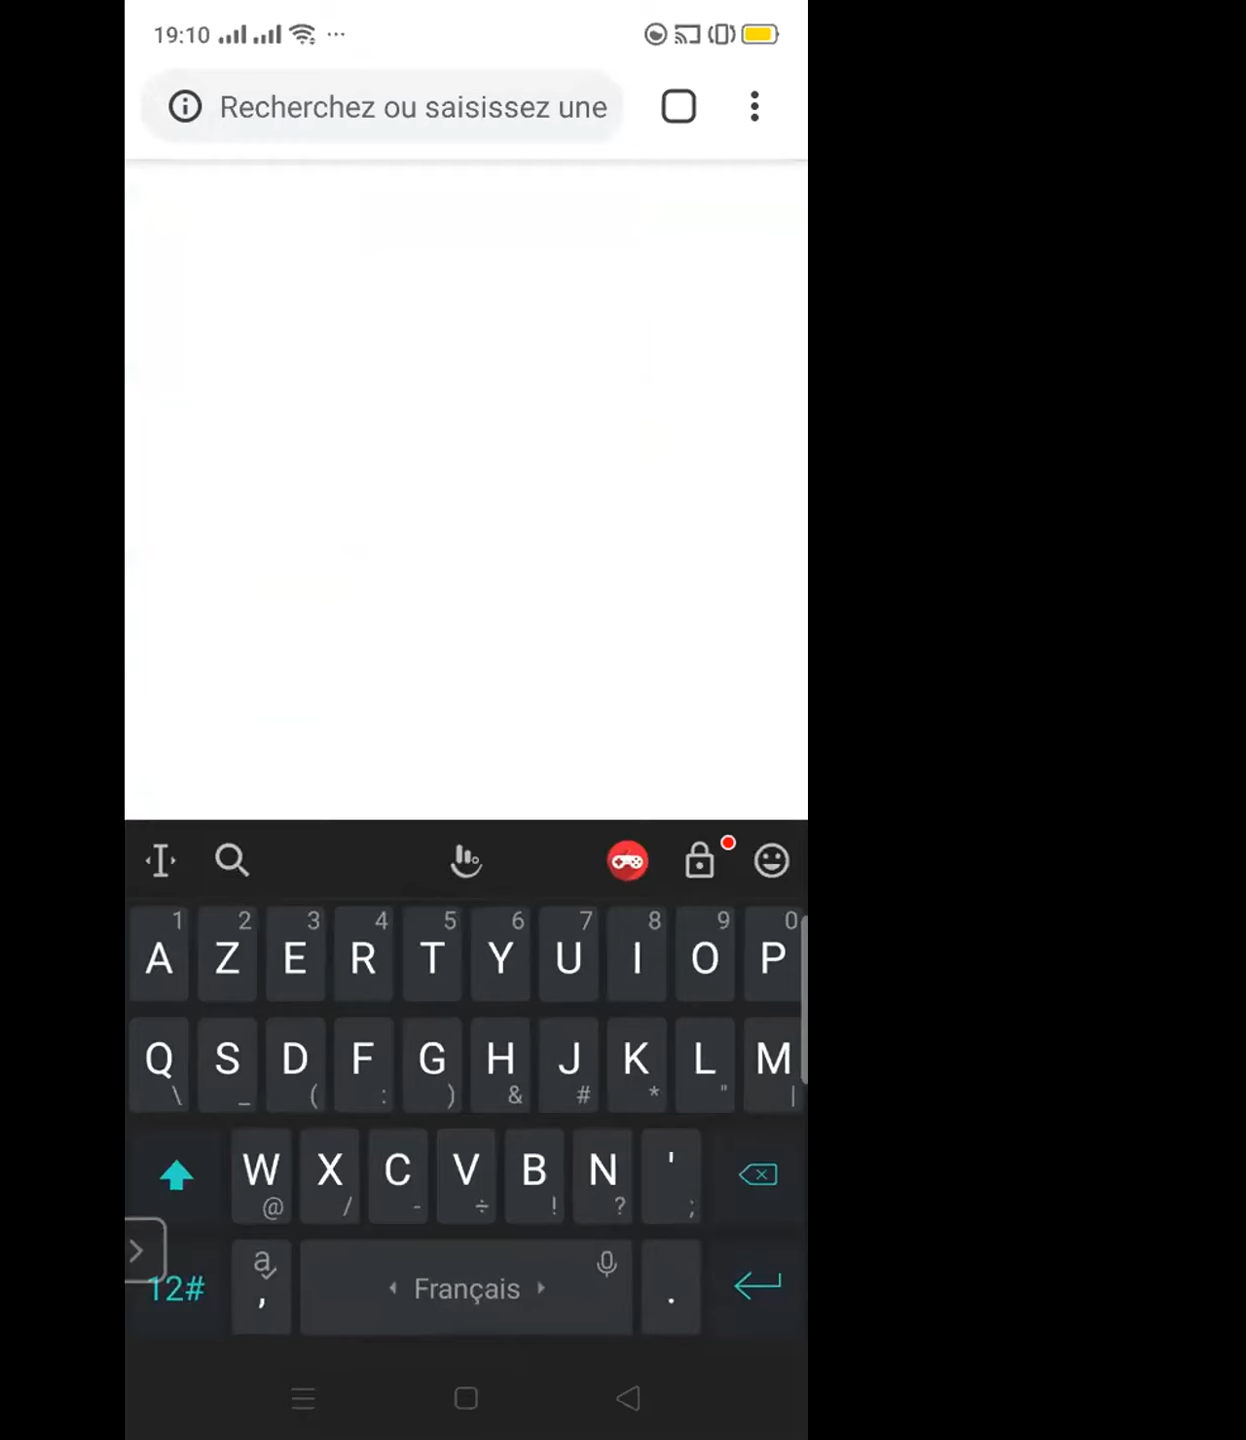 19:10
Recherchez ou saisissez une
1 2 3 4 5 6 7 8 9 0
A Z E R T Y U I O P
Q S D F G H J K L M
\ _ ( : ) & # * " |
W X C V B N '
@ / - ÷ ! ? ;
12# a , Français .